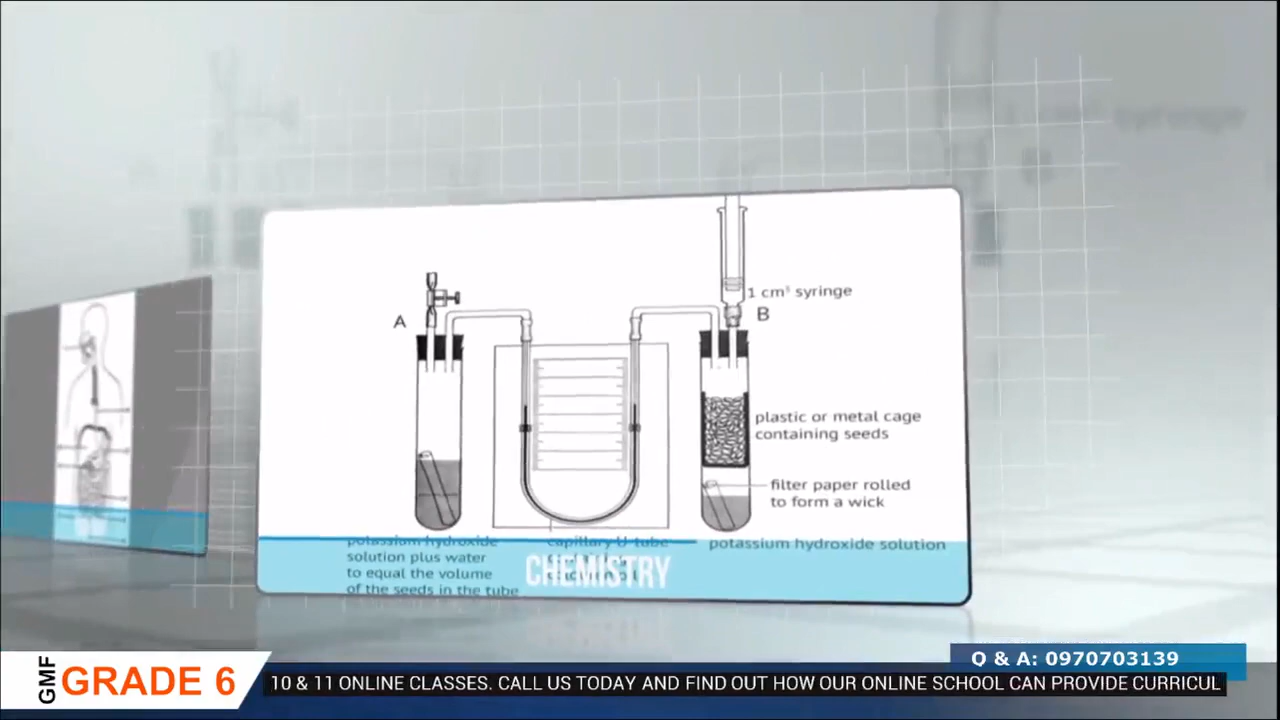 1 cm³ syringe
A
B
plastic or metal cage
containing seeds
filter paper rolled
to form a wick
potassium hydroxide
solution plus water
to equal the volume
of the seeds in the tube
capillary U-tube
potassium hydroxide solution
CHEMISTRY
Q & A: 0970703139
GMF
GRADE 6
10 & 11 ONLINE CLASSES. CALL US TODAY AND FIND OUT HOW OUR ONLINE SCHOOL CAN PROVIDE CURRICUL